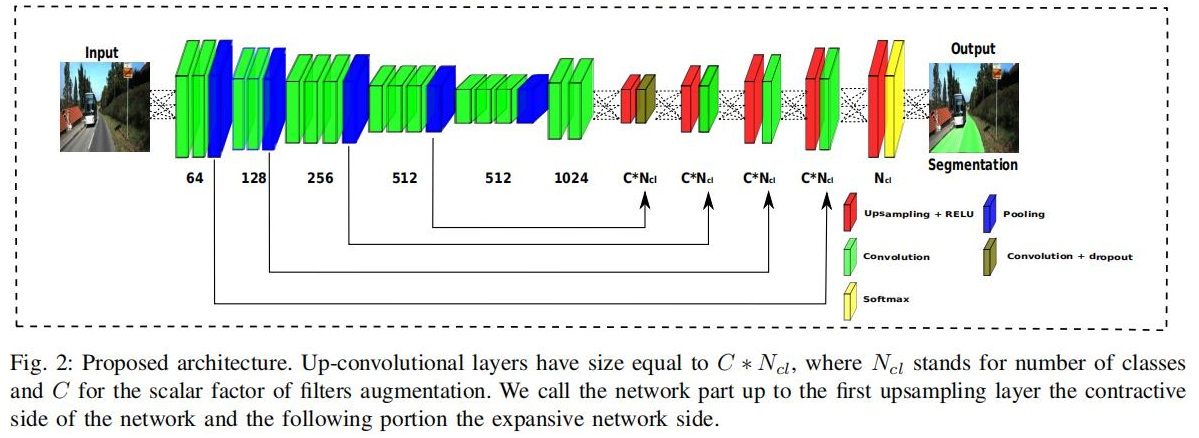 Input
Output
Segmentation
64 128 256 512 512 1024 C*Ncl C*Ncl C*Ncl C*Ncl Ncl
Upsampling + RELU
Pooling
Convolution
Convolution + dropout
Softmax
Fig. 2: Proposed architecture. Up-convolutional layers have size equal to C ∗ Ncl, where Ncl stands for number of classes
and C for the scalar factor of filters augmentation. We call the network part up to the first upsampling layer the contractive
side of the network and the following portion the expansive network side.